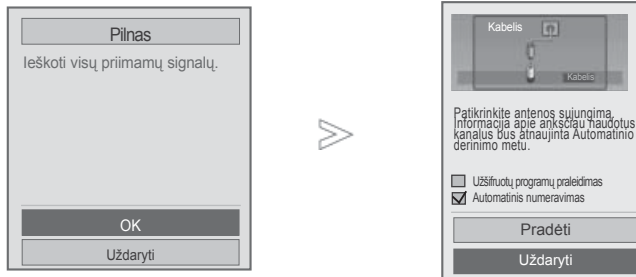 Pilnas
Ieškoti visų priimamų signalų.
OK
Uždaryti
Kabelis
Kabelis
Patikrinkite antenos sujungimą.
Informacija apie anksčiau naudotus
kanalus bus atnaujinta Automatinio
derinimo metu.
Užšifruotų programų praleidimas
Automatinis numeravimas
Pradėti
Uždaryti